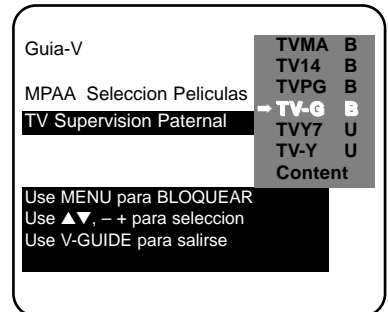 Guia-V
MPAA Seleccion Peliculas
TV Supervision Paternal
TVMA B
TV14 B
TVPG B
➡ TV-G B
TVY7 U
TV-Y U
Content
Use MENU para BLOQUEAR
Use ▲▼, – + para seleccion
Use V-GUIDE para salirse